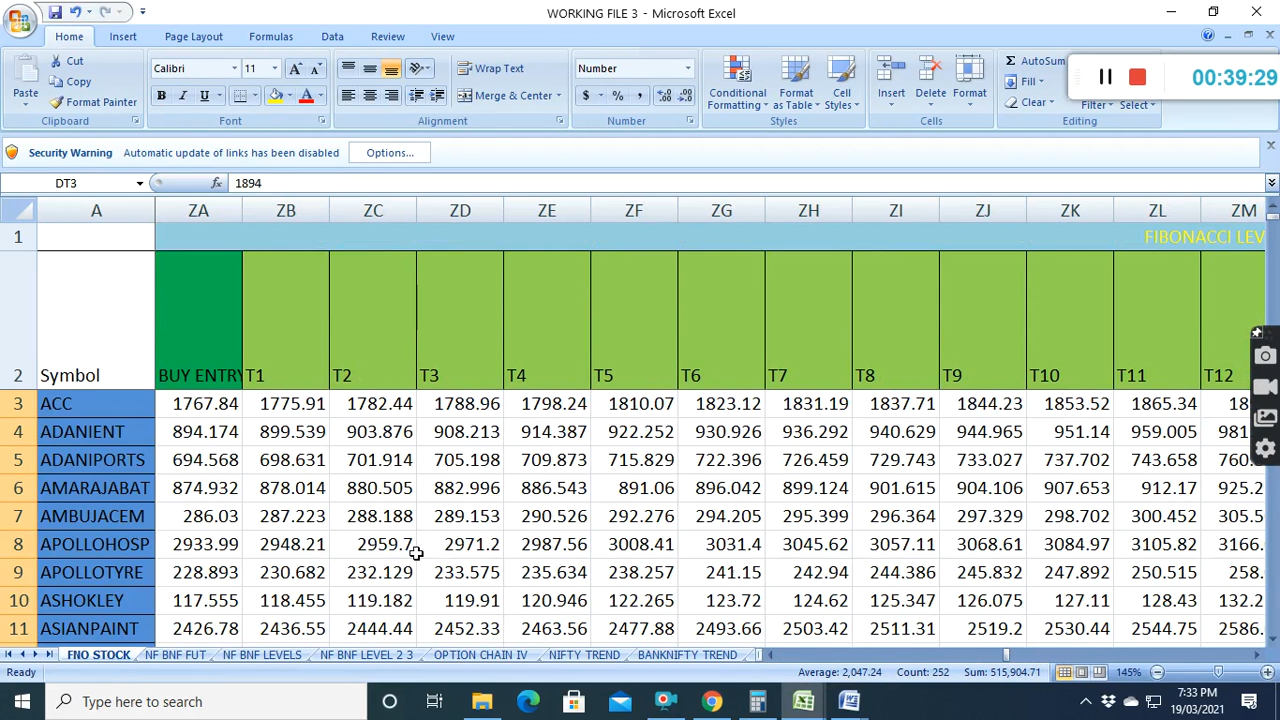 WORKING FILE 3 - Microsoft Excel
Home Insert Page Layout Formulas Data Review View
Cut
Copy
Format Painter
Paste
Clipboard
Calibri 11
B I U A
Font
Wrap Text
Merge & Center
Alignment
Number
$ % ,
Number
Conditional Formatting
Format as Table
Cell Styles
Styles
Insert Delete Format
Cells
Σ AutoSum
Fill
Clear
Filter Select
Editing
00:39:29
Security Warning Automatic update of links has been disabled Options...
DT3 fx 1894
A ZA ZB ZC ZD ZE ZF ZG ZH ZI ZJ ZK ZL ZM
1 FIBONACCI LEV
2 Symbol BUY ENTRY T1 T2 T3 T4 T5 T6 T7 T8 T9 T10 T11 T12
3 ACC 1767.84 1775.91 1782.44 1788.96 1798.24 1810.07 1823.12 1831.19 1837.71 1844.23 1853.52 1865.34 18
4 ADANIENT 894.174 899.539 903.876 908.213 914.387 922.252 930.926 936.292 940.629 944.965 951.14 959.005 981.
5 ADANIPORTS 694.568 698.631 701.914 705.198 709.873 715.829 722.396 726.459 729.743 733.027 737.702 743.658 760.
6 AMARAJABAT 874.932 878.014 880.505 882.996 886.543 891.06 896.042 899.124 901.615 904.106 907.653 912.17 925.2
7 AMBUJACEM 286.03 287.223 288.188 289.153 290.526 292.276 294.205 295.399 296.364 297.329 298.702 300.452 305.5
8 APOLLOHOSP 2933.99 2948.21 2959.7 2971.2 2987.56 3008.41 3031.4 3045.62 3057.11 3068.61 3084.97 3105.82 3166.
9 APOLLOTYRE 228.893 230.682 232.129 233.575 235.634 238.257 241.15 242.94 244.386 245.832 247.892 250.515 258.
10 ASHOKLEY 117.555 118.455 119.182 119.91 120.946 122.265 123.72 124.62 125.347 126.075 127.11 128.43 132.2
11 ASIANPAINT 2426.78 2436.55 2444.44 2452.33 2463.56 2477.88 2493.66 2503.42 2511.31 2519.2 2530.44 2544.75 2586.
FNO STOCK NF BNF FUT NF BNF LEVELS NF BNF LEVEL 2 3 OPTION CHAIN IV NIFTY TREND BANKNIFTY TREND
Ready Average: 2,047.24 Count: 252 Sum: 515,904.71 145%
Type here to search
7:33 PM
19/03/2021